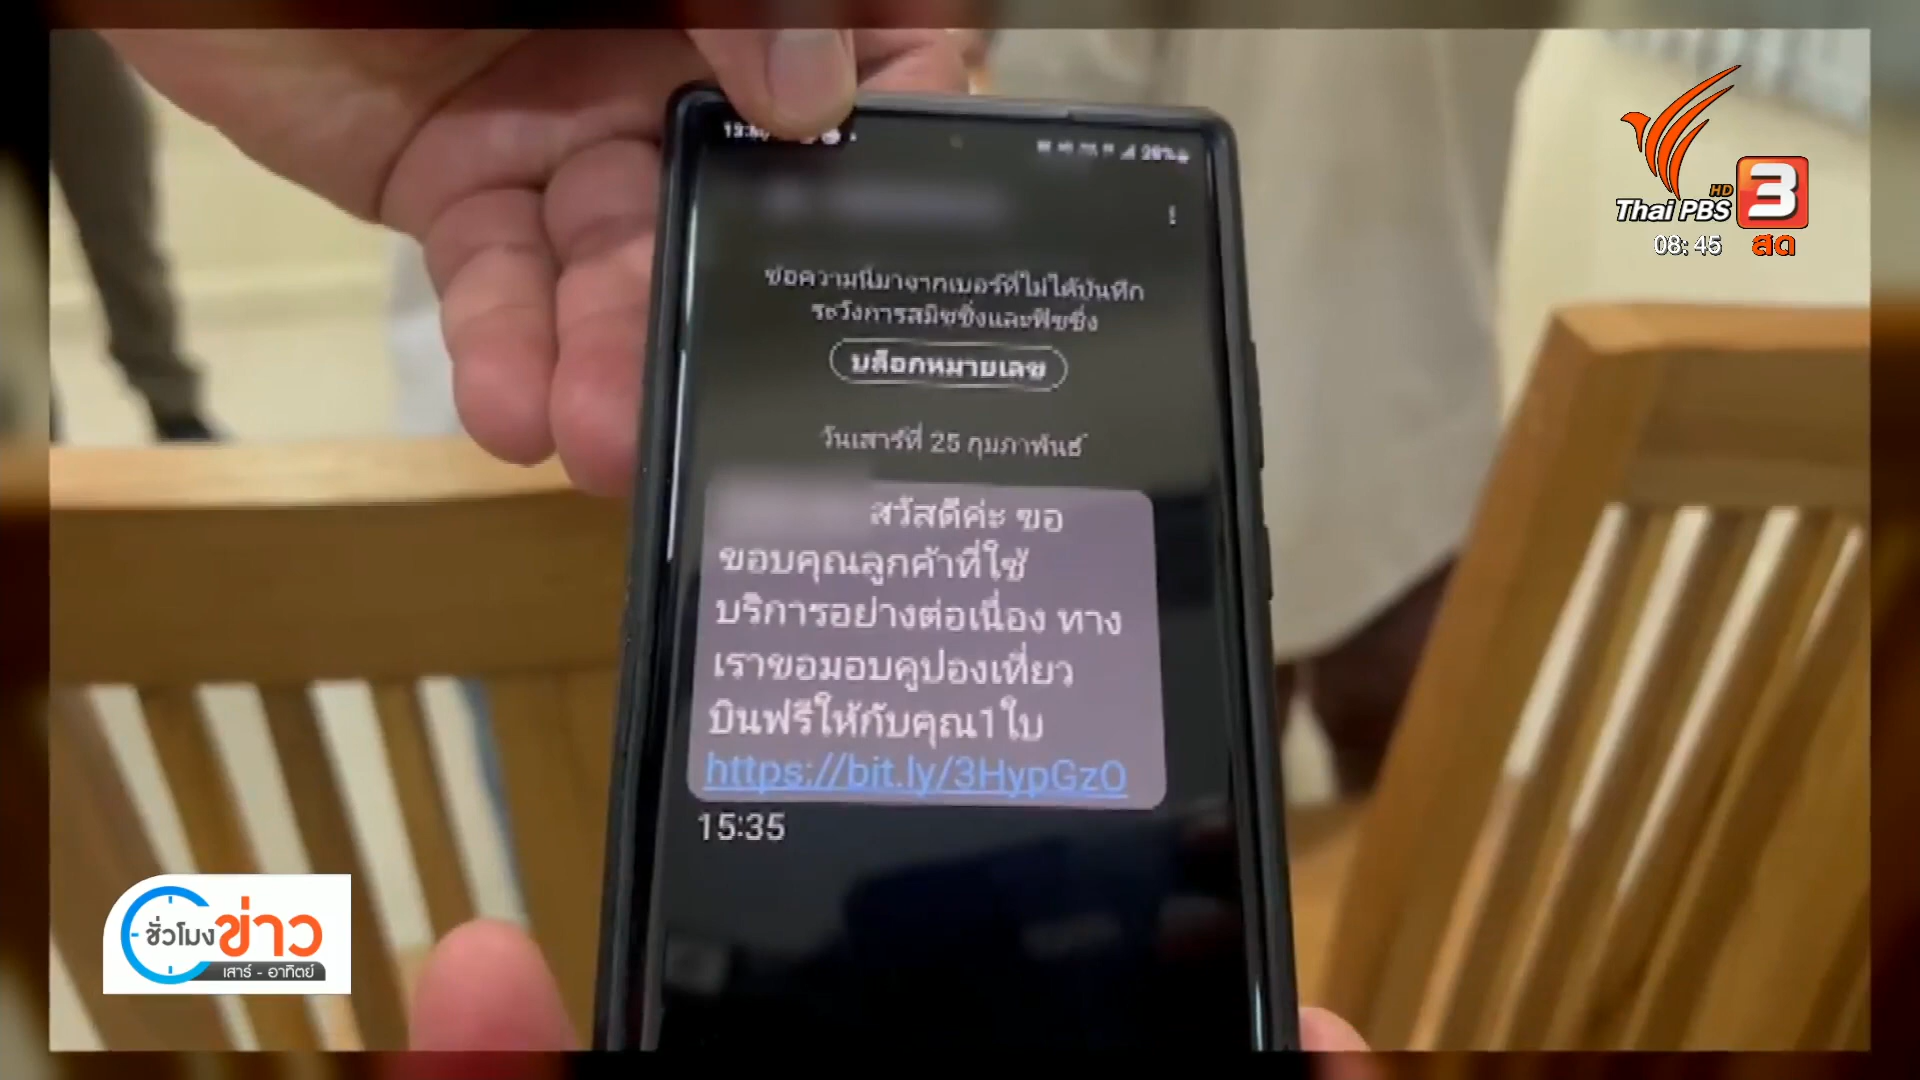 HD
Thai PBS 3
08:45 สด
ข้อความนี้มาจากเบอร์ที่ไม่ได้บันทึก
ระวังการสมิชชิ่งและฟิชชิ่ง
บล็อกหมายเลข
วันเสาร์ที่ 25 กุมภาพันธ์
สวัสดีค่ะ ขอ
ขอบคุณลูกค้าที่ใช้
บริการอย่างต่อเนื่อง ทาง
เราขอมอบคูปองเที่ยว
บินฟรีให้กับคุณ1ใบ
https://bit.ly/3HypGzO
15:35
ชั่วโมงข่าว
เสาร์ - อาทิตย์